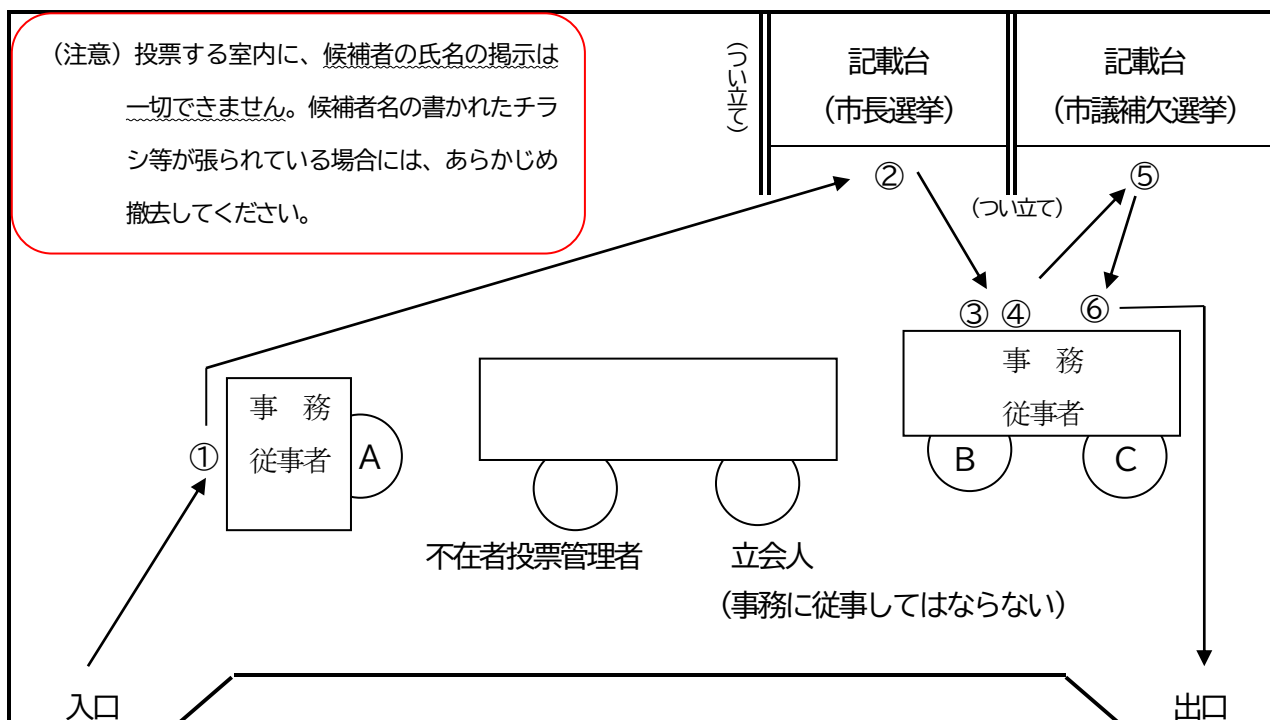 （注意）投票する室内に、候補者の氏名の掲示は
一切できません。候補者名の書かれたチラ
シ等が張られている場合には、あらかじめ
撤去してください。
（つい立て）
記載台
（市長選挙）
記載台
（市議補欠選挙）
②
⑤
（つい立て）
③ ④ ⑥
事　務
従事者
B
C
事　務
従事者
①
A
不在者投票管理者
立会人
（事務に従事してはならない）
入口
出口